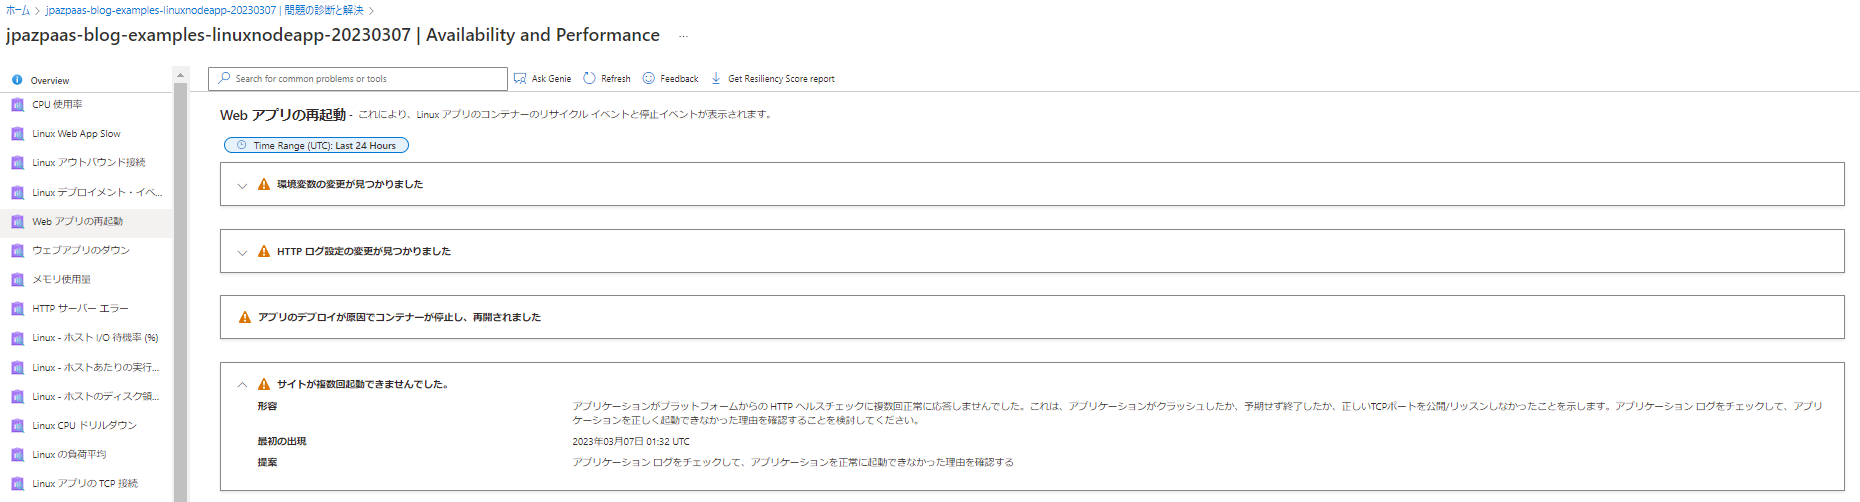 ホーム > jpazpaas-blog-examples-linuxnodeapp-20230307 | 問題の診断と解決 >
jpazpaas-blog-examples-linuxnodeapp-20230307 | Availability and Performance ...
Overview
CPU 使用率
Linux Web App Slow
Linux アウトバウンド接続
Linux デプロイメント・イベ...
Web アプリの再起動
ウェブアプリのダウン
メモリ使用量
HTTP サーバー エラー
Linux - ホスト I/O 待機率 (%)
Linux - ホストあたりの実行...
Linux - ホストのディスク領...
Linux CPU ドリルダウン
Linux の負荷平均
Linux アプリの TCP 接続
Search for common problems or tools
Ask Genie
Refresh
Feedback
Get Resiliency Score report
Web アプリの再起動 - これにより、Linux アプリのコンテナーのリサイクル イベントと停止イベントが表示されます。
Time Range (UTC): Last 24 Hours
環境変数の変更が見つかりました
HTTP ログ設定の変更が見つかりました
アプリのデプロイが原因でコンテナーが停止し、再開されました
サイトが複数回起動できませんでした。
形容
アプリケーションがプラットフォームからの HTTP ヘルスチェックに複数回正常に応答しませんでした。これは、アプリケーションがクラッシュしたか、予期せず終了したか、正しいTCPポートを公開/リッスンしなかったことを示します。アプリケーション ログをチェックして、アプリ
ケーションを正しく起動できなかった理由を確認することを検討してください。
最初の出現
2023年03月07日 01:32 UTC
提案
アプリケーション ログをチェックして、アプリケーションを正常に起動できなかった理由を確認する